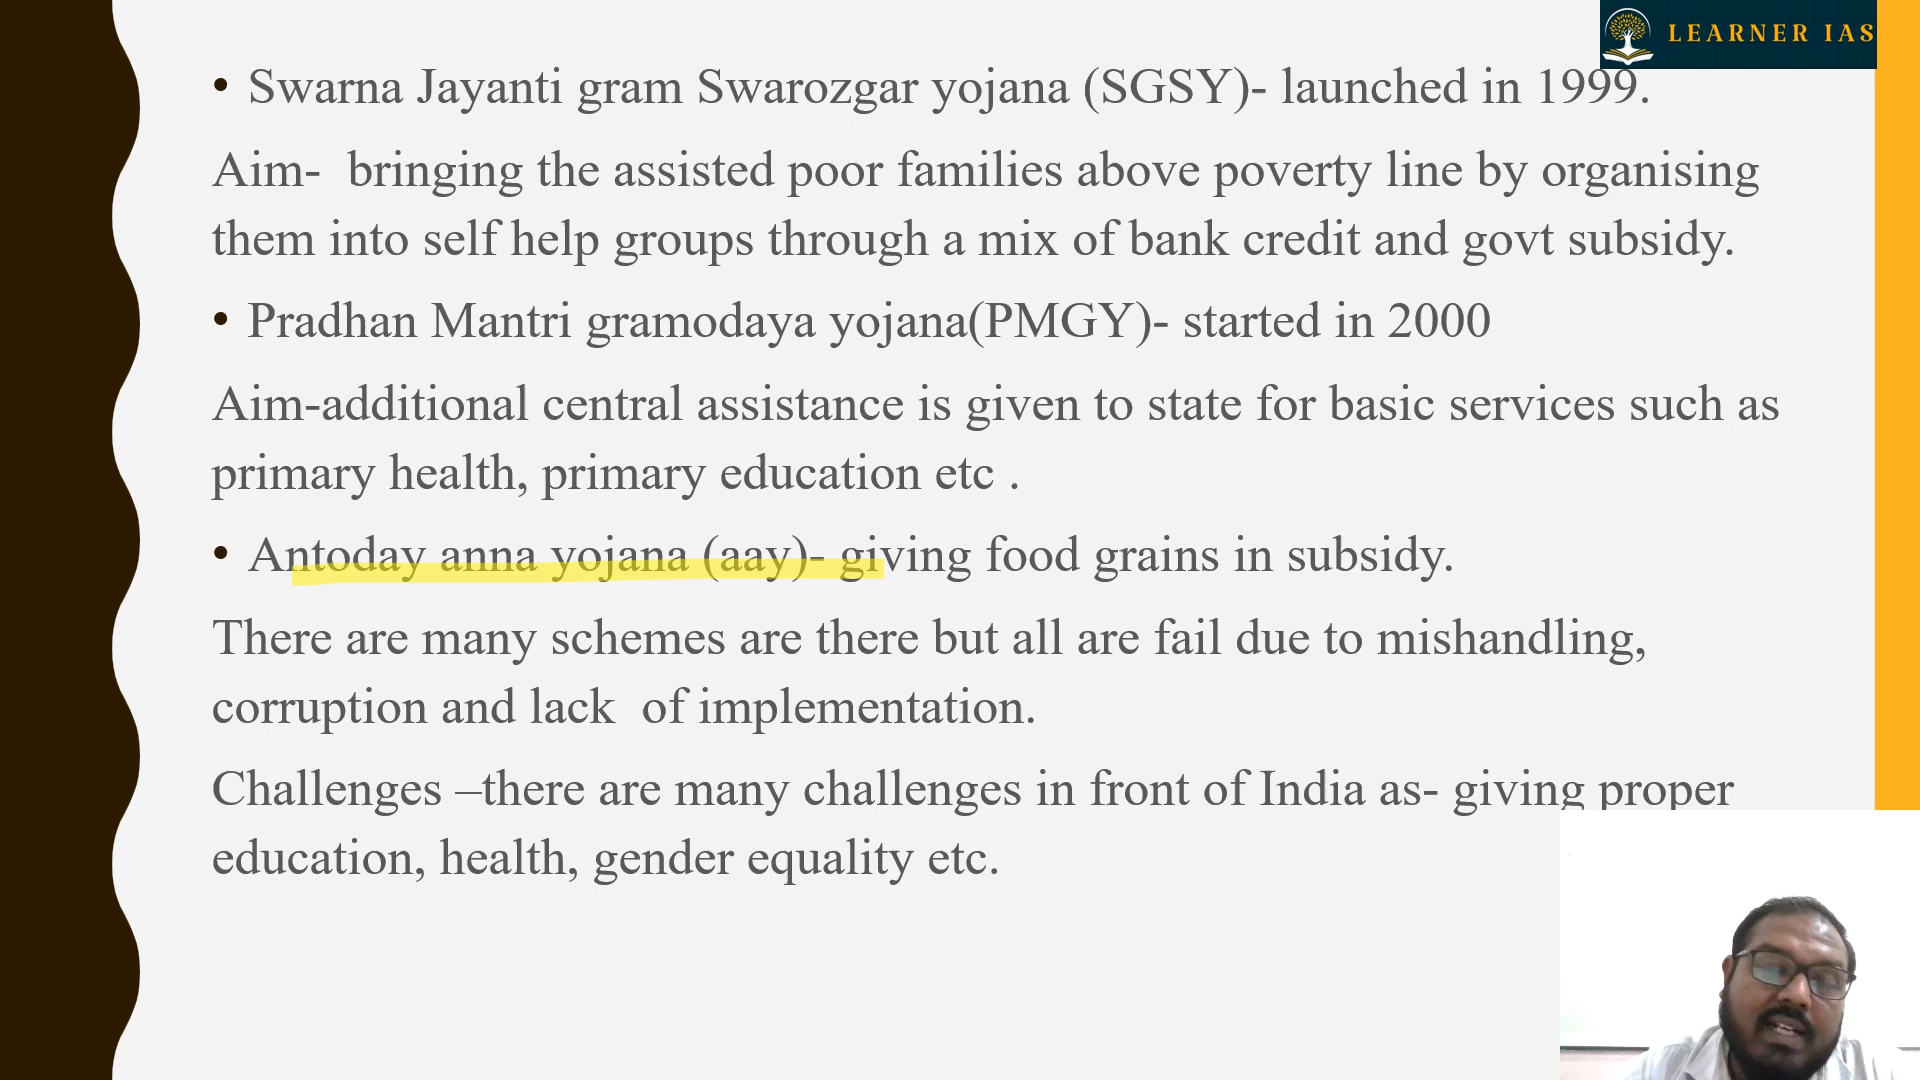 LEARNER IAS
• Swarna Jayanti gram Swarozgar yojana (SGSY)- launched in 1999.
Aim-  bringing the assisted poor families above poverty line by organising
them into self help groups through a mix of bank credit and govt subsidy.
• Pradhan Mantri gramodaya yojana(PMGY)- started in 2000
Aim-additional central assistance is given to state for basic services such as
primary health, primary education etc .
• Antoday anna yojana (aay)- giving food grains in subsidy.
There are many schemes are there but all are fail due to mishandling,
corruption and lack  of implementation.
Challenges –there are many challenges in front of India as- giving proper
education, health, gender equality etc.